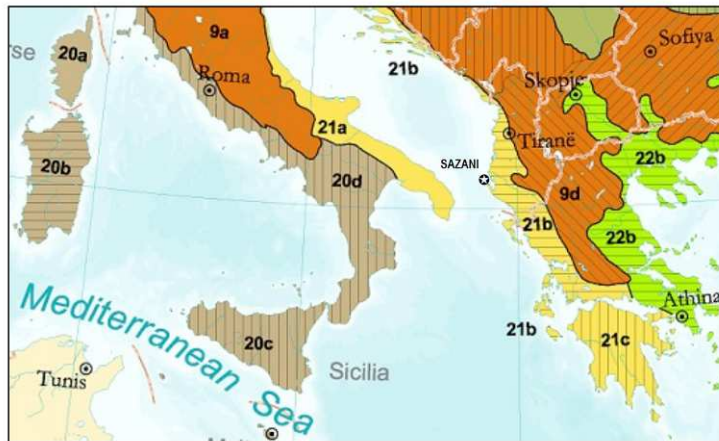 20a
9a
Sofiya
rse
Roma
21b
Skopje
21a
Tiranë
20b
SAZANI
22b
20d
9d
21b
22b
Mediterranean Sea
Athina
21b
20c
21c
Sicilia
Tunis